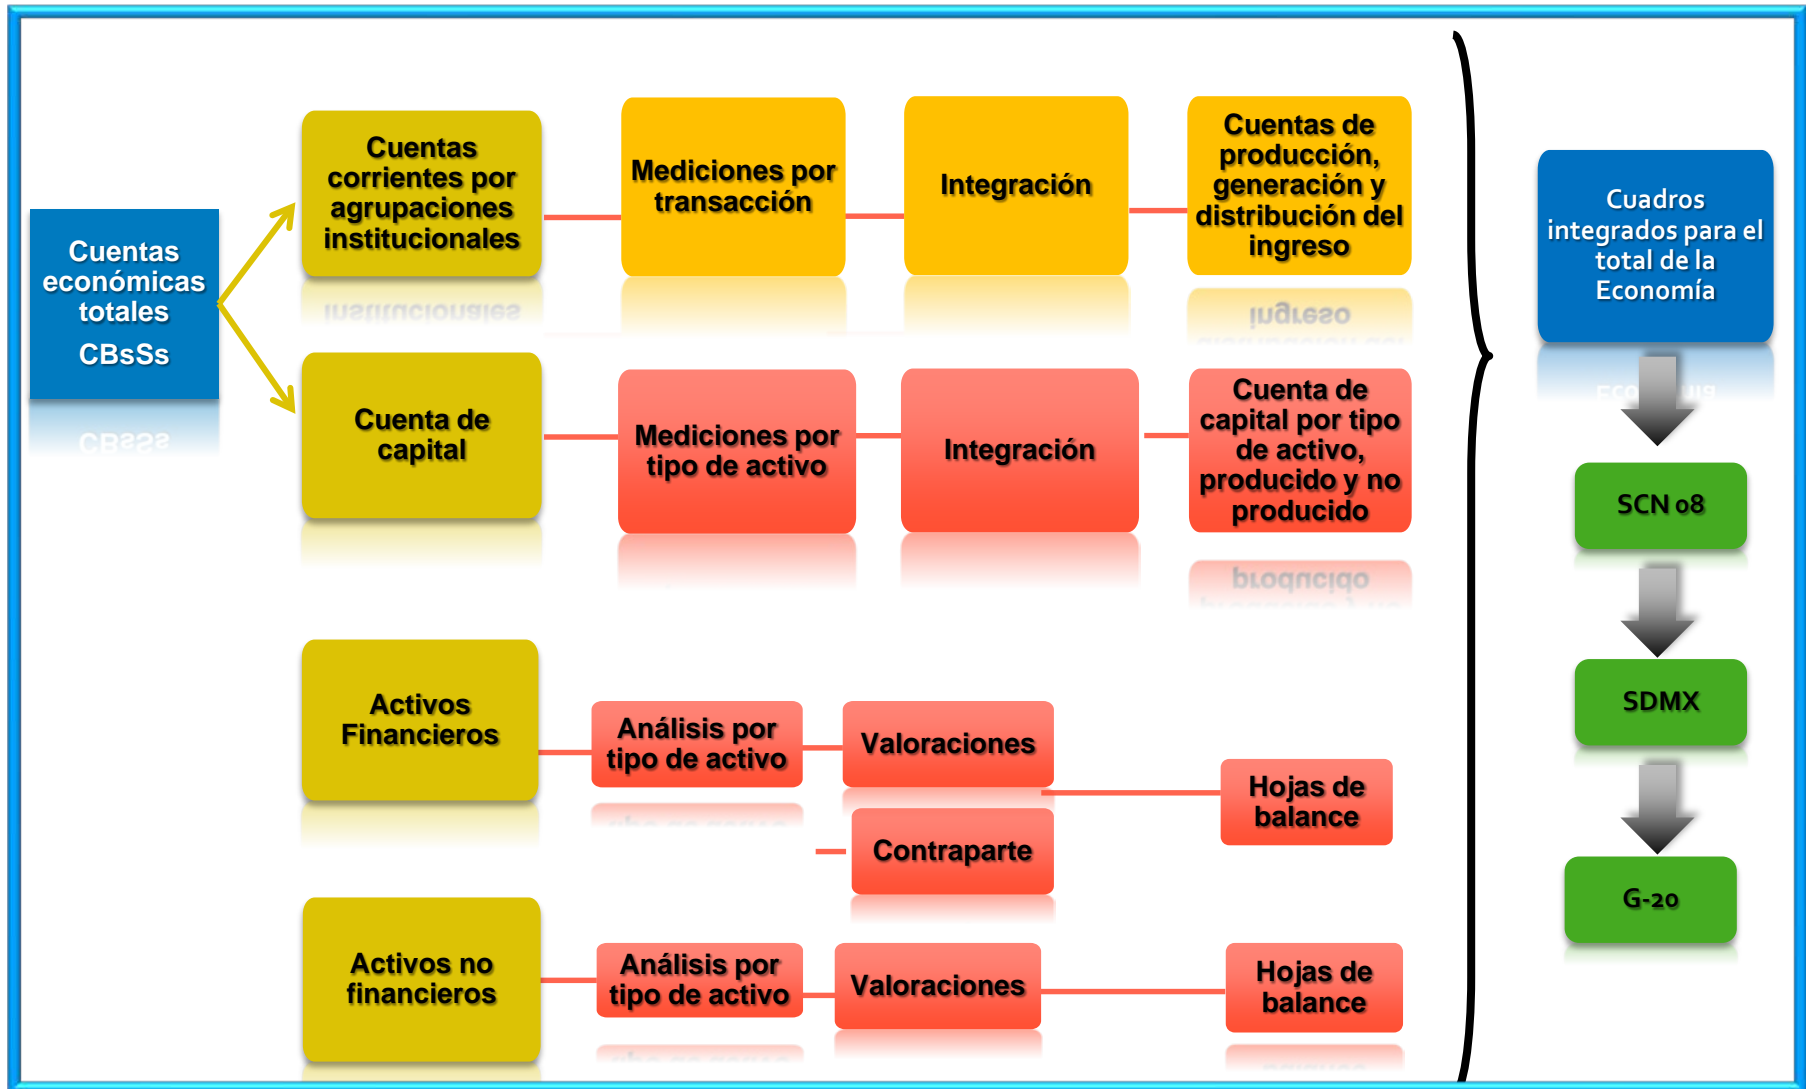 Cuentas
económicas
totales
CBsSs
Cuentas
corrientes por
agrupaciones
institucionales
Mediciones por
transacción
Integración
Cuentas de
producción,
generación y
distribución del
ingreso
Cuenta de
capital
Mediciones por
tipo de activo
Integración
Cuenta de
capital por tipo
de activo,
producido y no
producido
Activos
Financieros
Análisis por
tipo de activo
Valoraciones
Contraparte
Hojas de
balance
Activos no
financieros
Análisis por
tipo de activo
Valoraciones
Hojas de
balance
Cuadros
integrados para el
total de la
Economía
SCN 08
SDMX
G-20